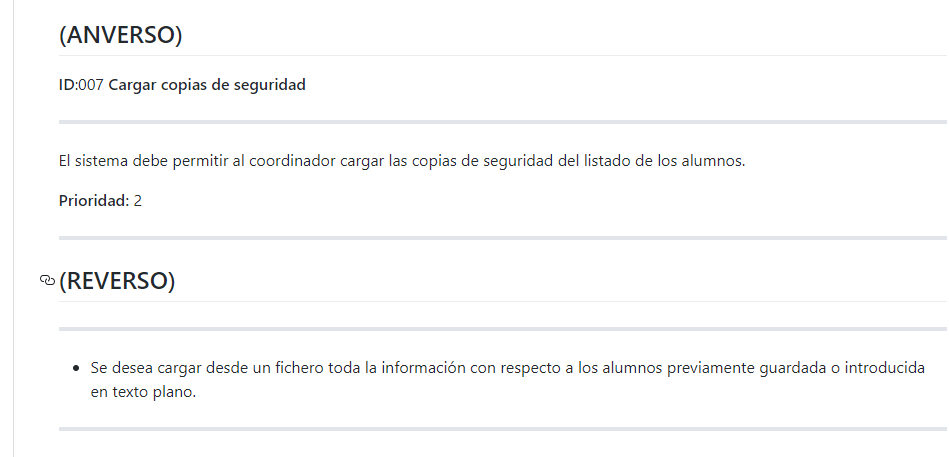 (ANVERSO)
ID:007 Cargar copias de seguridad
El sistema debe permitir al coordinador cargar las copias de seguridad del listado de los alumnos.
Prioridad: 2
(REVERSO)
• Se desea cargar desde un fichero toda la información con respecto a los alumnos previamente guardada o introducida
en texto plano.